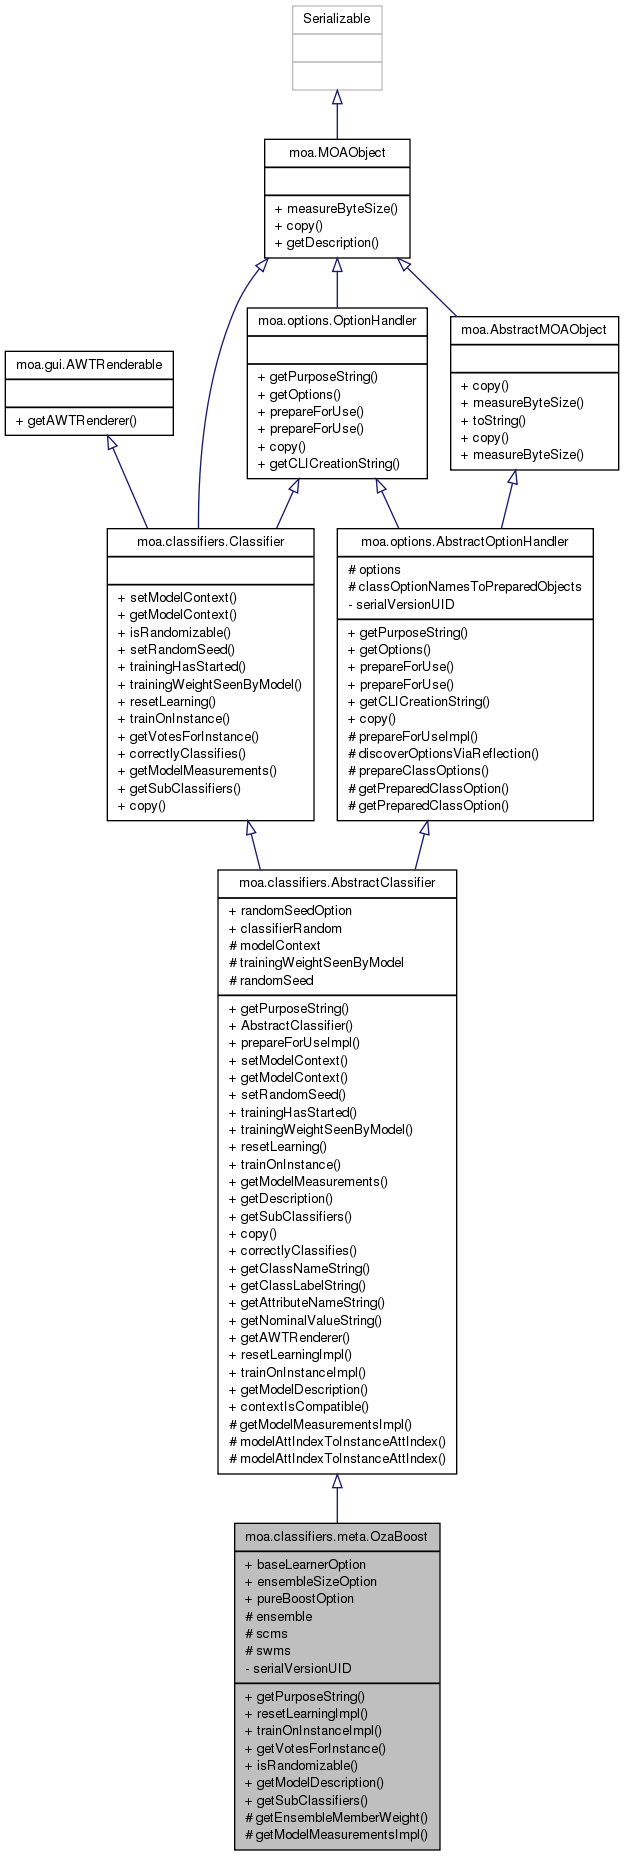 Serializable
moa.MOAObject
+ measureByteSize()
+ copy()
+ getDescription()
moa.options.OptionHandler
+ getPurposeString()
+ getOptions()
+ prepareForUse()
+ prepareForUse()
+ copy()
+ getCLICreationString()
moa.AbstractMOAObject
+ copy()
+ measureByteSize()
+ toString()
+ copy()
+ measureByteSize()
moa.gui.AWTRenderable
+ getAWTRenderer()
moa.classifiers.Classifier
+ setModelContext()
+ getModelContext()
+ isRandomizable()
+ setRandomSeed()
+ trainingHasStarted()
+ trainingWeightSeenByModel()
+ resetLearning()
+ trainOnInstance()
+ getVotesForInstance()
+ correctlyClassifies()
+ getModelMeasurements()
+ getSubClassifiers()
+ copy()
moa.options.AbstractOptionHandler
# options
# classOptionNamesToPreparedObjects
- serialVersionUID
+ getPurposeString()
+ getOptions()
+ prepareForUse()
+ prepareForUse()
+ getCLICreationString()
+ copy()
# prepareForUseImpl()
# discoverOptionsViaReflection()
# prepareClassOptions()
# getPreparedClassOption()
# getPreparedClassOption()
moa.classifiers.AbstractClassifier
+ randomSeedOption
+ classifierRandom
# modelContext
# trainingWeightSeenByModel
# randomSeed
+ getPurposeString()
+ AbstractClassifier()
+ prepareForUseImpl()
+ setModelContext()
+ getModelContext()
+ setRandomSeed()
+ trainingHasStarted()
+ trainingWeightSeenByModel()
+ resetLearning()
+ trainOnInstance()
+ getModelMeasurements()
+ getDescription()
+ getSubClassifiers()
+ copy()
+ correctlyClassifies()
+ getClassNameString()
+ getClassLabelString()
+ getAttributeNameString()
+ getNominalValueString()
+ getAWTRenderer()
+ resetLearningImpl()
+ trainOnInstanceImpl()
+ getModelDescription()
+ contextIsCompatible()
# getModelMeasurementsImpl()
# modelAttIndexToInstanceAttIndex()
# modelAttIndexToInstanceAttIndex()
moa.classifiers.meta.OzaBoost
+ baseLearnerOption
+ ensembleSizeOption
+ pureBoostOption
# ensemble
# scms
# swms
- serialVersionUID
+ getPurposeString()
+ resetLearningImpl()
+ trainOnInstanceImpl()
+ getVotesForInstance()
+ isRandomizable()
+ getModelDescription()
+ getSubClassifiers()
# getEnsembleMemberWeight()
# getModelMeasurementsImpl()